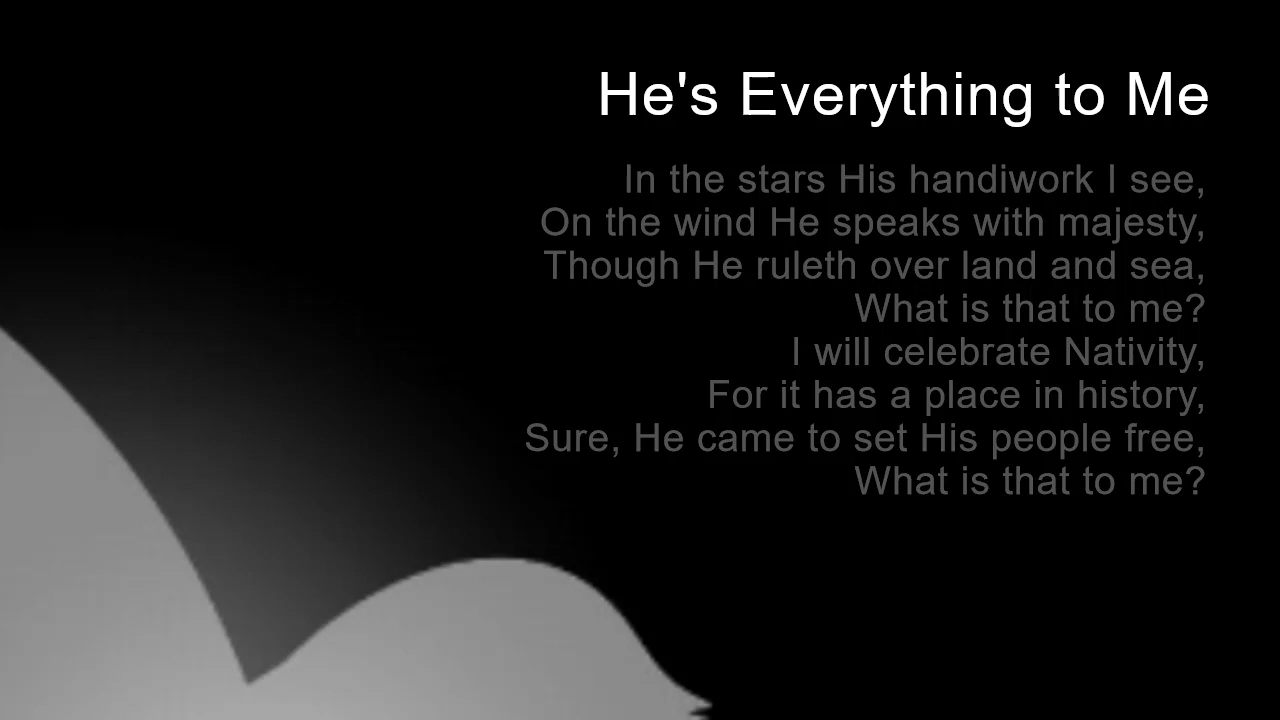 He's Everything to Me
In the stars His handiwork I see,
On the wind He speaks with majesty,
Though He ruleth over land and sea,
What is that to me?
I will celebrate Nativity,
For it has a place in history,
Sure, He came to set His people free,
What is that to me?